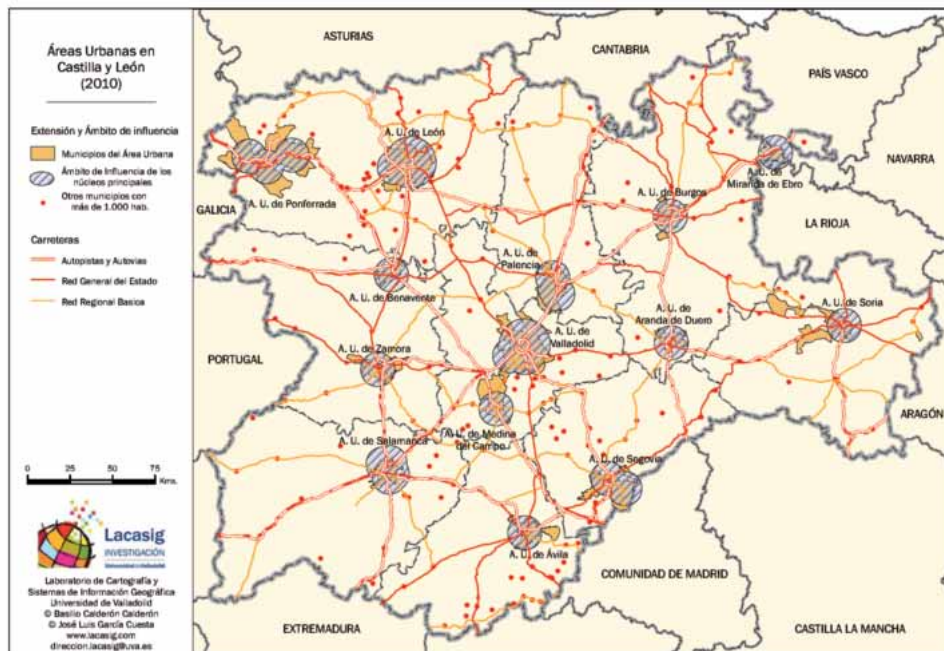 Áreas Urbanas en
Castilla y León
(2010)
Extensión y Ámbito de influencia
Municipios del Área Urbana
Ámbito de Influencia de los
núcleos principales
Otros municipios con
más de 1.000 hab.
Carreteras
Autopistas y Autovias
Red General del Estado
Red Regional Basica
0 25 50 75
Kms.
Lacasig
INVESTIGACIÓN
Universidad de Valladolid
Laboratorio de Cartografía y
Sistemas de Información Geográfica
Universidad de Valladolid
© Basilio Calderón Calderón
© José Luis García Cuesta
www.lacasig.com
direccion.lacasig@uva.es
ASTURIAS
CANTABRIA
PAÍS VASCO
NAVARRA
LA RIOJA
GALICIA
PORTUGAL
ARAGÓN
EXTREMADURA
COMUNIDAD DE MADRID
CASTILLA LA MANCHA
A. U. de León
A. U. de Ponferrada
A. U. de
Miranda de Ebro
A. U. de Burgos
A. U. de
Palencia
A. U. de Benavente
A. U. de Soria
A. U. de
Aranda de Duero
A. U. de
Valladolid
A. U. de Zamora
A. U. de Medina
del Campo
A. U. de Salamanca
A. U. de Segovia
A. U. de Ávila